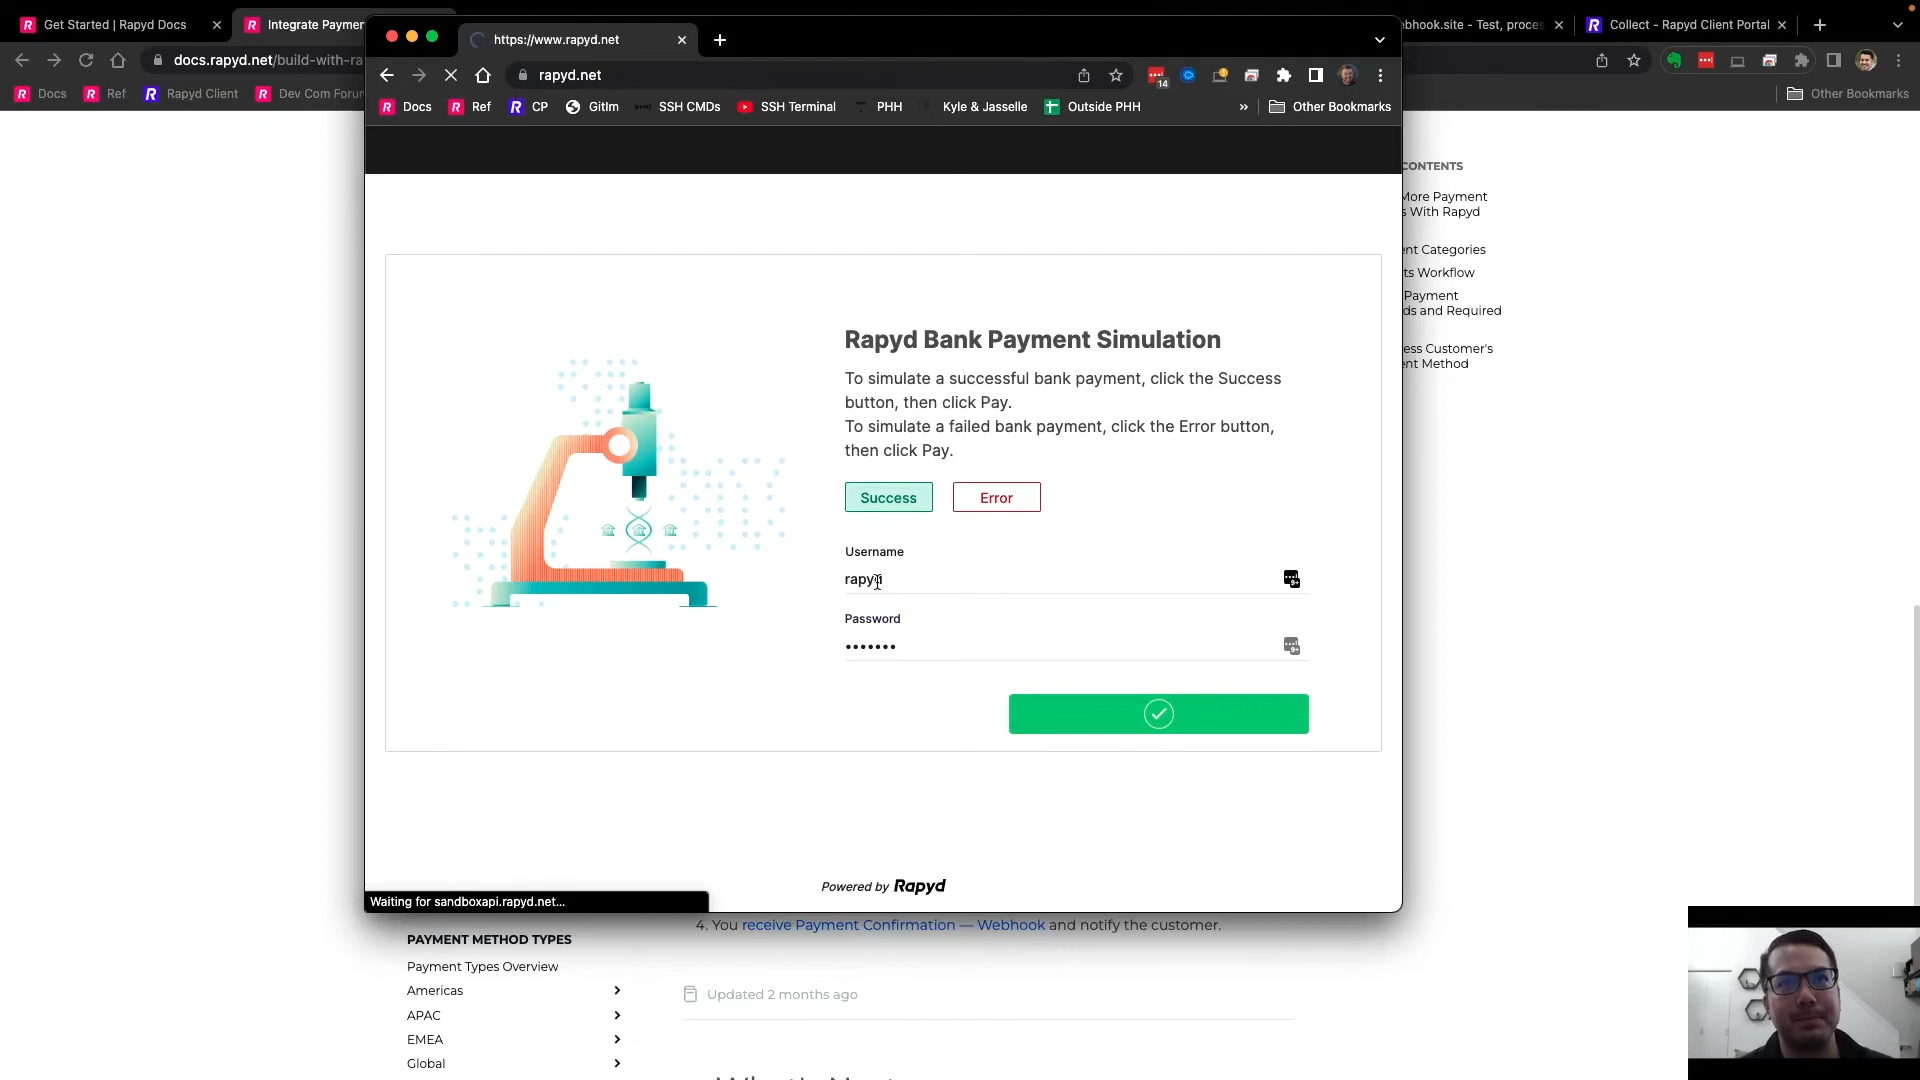 Get Started | Rapyd Docs
Integrate Paymer
https://www.rapyd.net
ebhook.site - Test, proces
Collect - Rapyd Client Portal
docs.rapyd.net/build-with-ra
rapyd.net
14
Docs
Ref
Rapyd Client
Dev Com Forum
Docs
Ref
CP
GitIm
SSH CMDs
SSH Terminal
PHH
Kyle & Jasselle
Outside PHH
Other Bookmarks
Other Bookmarks
CONTENTS
More Payment
s With Rapyd
ent Categories
ts Workflow
Payment
ds and Required
ess Customer's
ent Method
Rapyd Bank Payment Simulation
To simulate a successful bank payment, click the Success
button, then click Pay.
To simulate a failed bank payment, click the Error button,
then click Pay.
Success
Error
Username
rapyd
Password
Powered by Rapyd
Waiting for sandboxapi.rapyd.net...
4. You receive Payment Confirmation — Webhook and notify the customer.
PAYMENT METHOD TYPES
Payment Types Overview
Americas
APAC
EMEA
Global
Updated 2 months ago